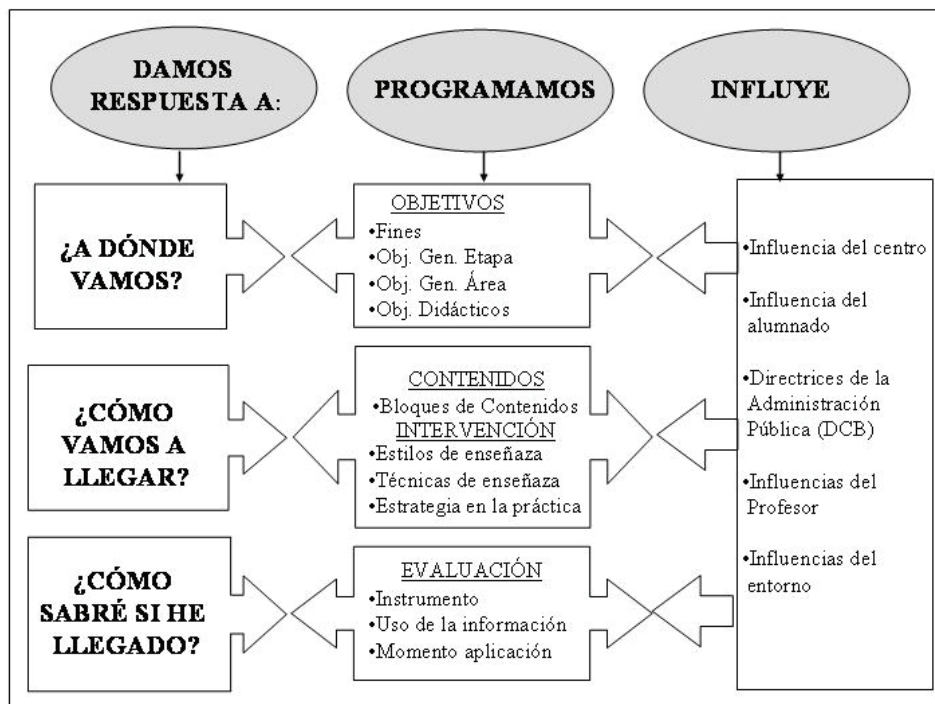 DAMOS
RESPUESTA A:
PROGRAMAMOS
INFLUYE
¿A DÓNDE
VAMOS?
OBJETIVOS
•Fines
•Obj. Gen. Etapa
•Obj. Gen. Área
•Obj. Didácticos
¿CÓMO
VAMOS A
LLEGAR?
CONTENIDOS
•Bloques de Contenidos
INTERVENCIÓN
•Estilos de enseñaza
•Técnicas de enseñaza
•Estrategia en la práctica
¿CÓMO
SABRÉ SI HE
LLEGADO?
EVALUACIÓN
•Instrumento
•Uso de la información
•Momento aplicación
•Influencia del centro
•Influencia del
alumnado
•Directrices de la
Administración
Pública (DCB)
•Influencias del
Profesor
•Influencias del
entorno